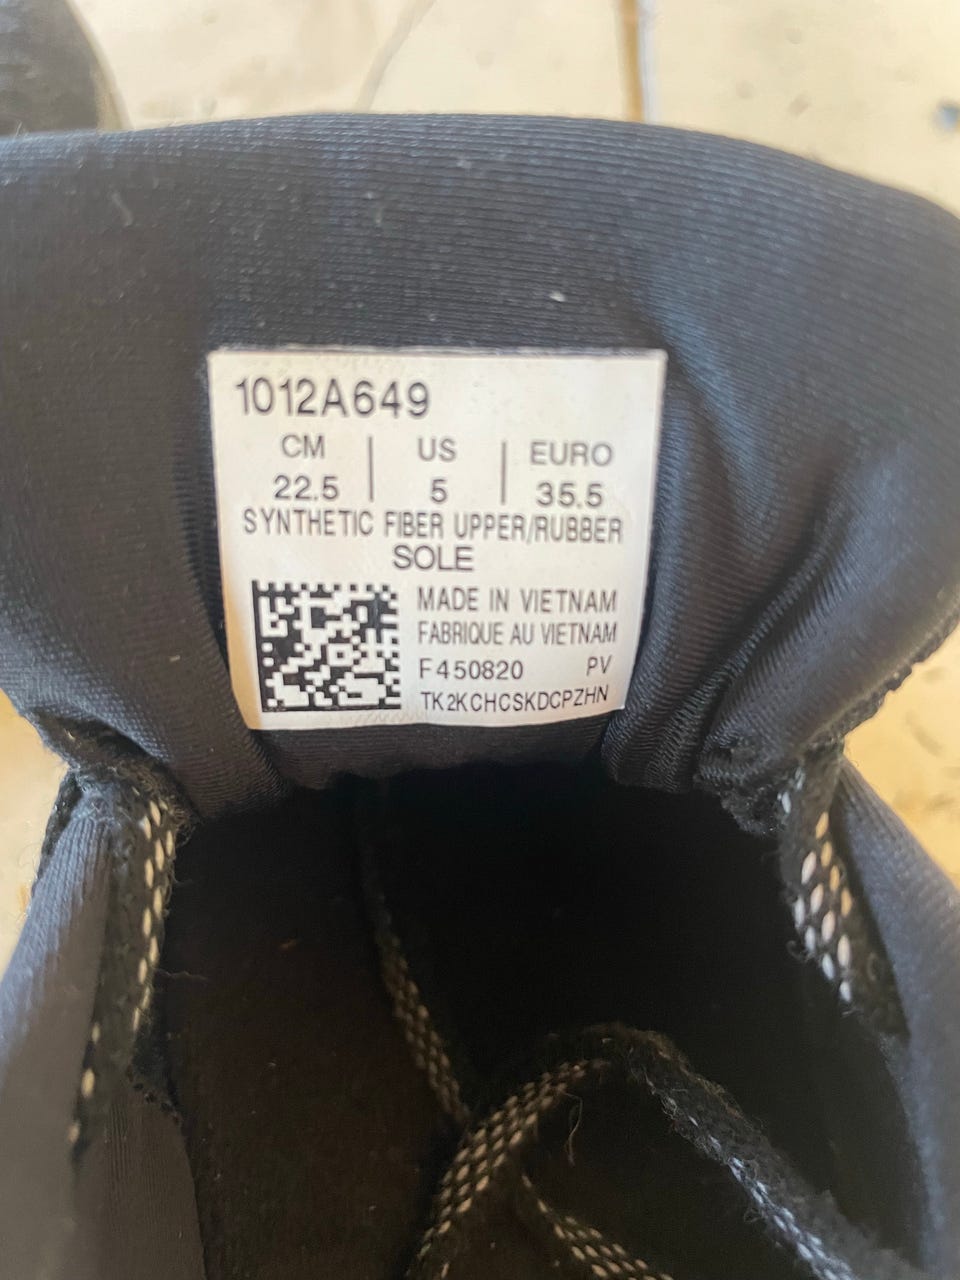 1012A649
CM | US | EURO
22.5 | 5 | 35.5
SYNTHETIC FIBER UPPER/RUBBER
SOLE
MADE IN VIETNAM
FABRIQUE AU VIETNAM
F450820 PV
TK2KCHCSKDCPZHN